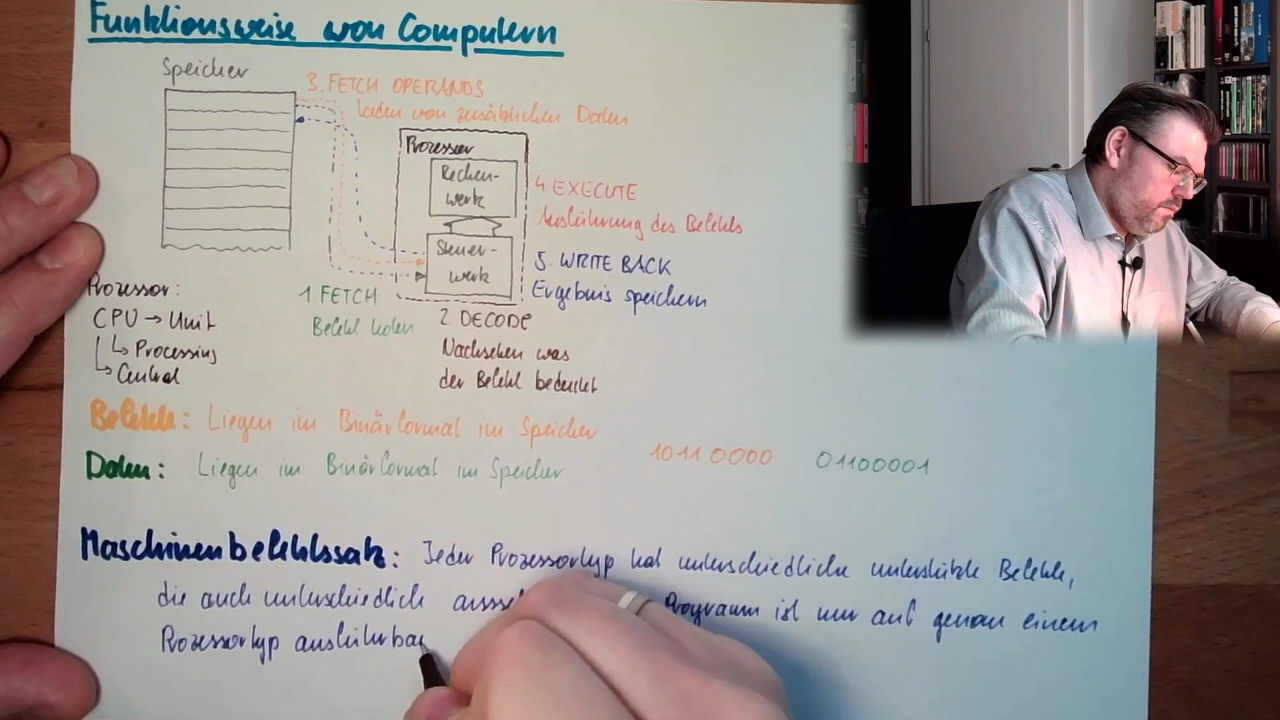 Funktionsweise von Computern
Speicher
3. FETCH OPERANDS
laden von zusätzlichen Daten
Prozessor
Rechen-
werk
Steuer-
werk
4. EXECUTE
Ausführung des Befehls
5. WRITE BACK
Ergebnis speichern
1 FETCH
Befehl holen
2. DECODE
Nachsehen was
der Befehl bedeutet
Prozessor:
CPU → Unit
↳ Processing
↳ Central
Befehle: Liegen im Binärformat im Speicher
10110000 01100001
Daten: Liegen im Binärformat im Speicher
Maschinenbefehlssatz: Jeder Prozessortyp hat unterschiedliche unterstützte Befehle,
die auch unterschiedlich Programm ist nur auf genau einem
Prozessortyp ausführbar